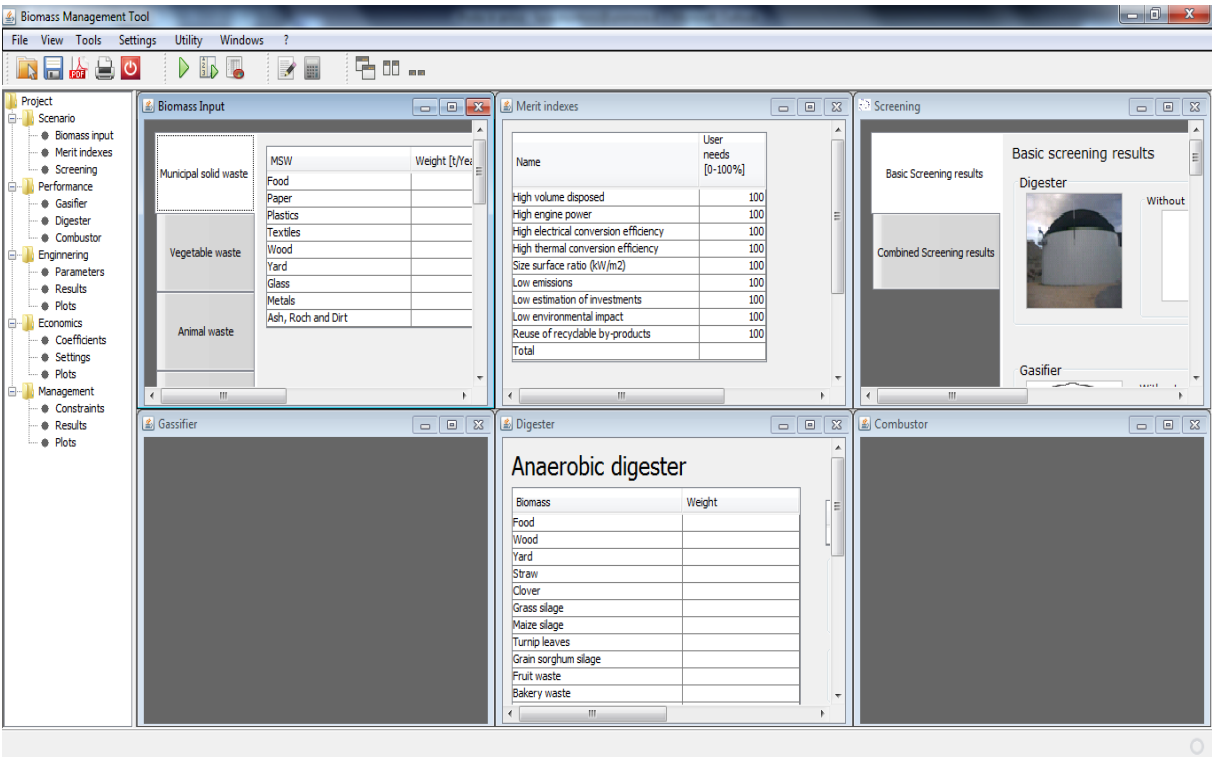 Biomass Management Tool
File View Tools Settings Utility Windows ?
PDF
Project
Scenario
Biomass input
Merit indexes
Screening
Performance
Gasifier
Digester
Combustor
Enginnering
Parameters
Results
Plots
Economics
Coefficients
Settings
Plots
Management
Constraints
Results
Plots
Biomass Input
Municipal solid waste
Vegetable waste
Animal waste
MSW Weight [t/Yea
Food
Paper
Plastics
Textiles
Wood
Yard
Glass
Metals
Ash, Roch and Dirt
Merit indexes
Name User needs [0-100%]
High volume disposed 100
High engine power 100
High electrical conversion efficiency 100
High thermal conversion efficiency 100
Size surface ratio (kW/m2) 100
Low emissions 100
Low estimation of investments 100
Low environmental impact 100
Reuse of recyclable by-products 100
Total
Screening
Basic Screening results
Combined Screening results
Basic screening results
Digester
Without
Gasifier
Gassifier
Digester
Anaerobic digester
Biomass Weight
Food
Wood
Yard
Straw
Clover
Grass silage
Maize silage
Turnip leaves
Grain sorghum silage
Fruit waste
Bakery waste
Combustor